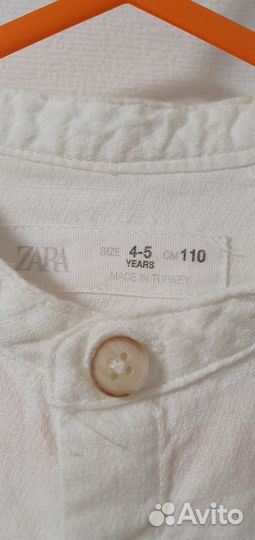 ZARA
SIZE 4-5 YEARS CM 110
MADE IN TURKEY
Avito